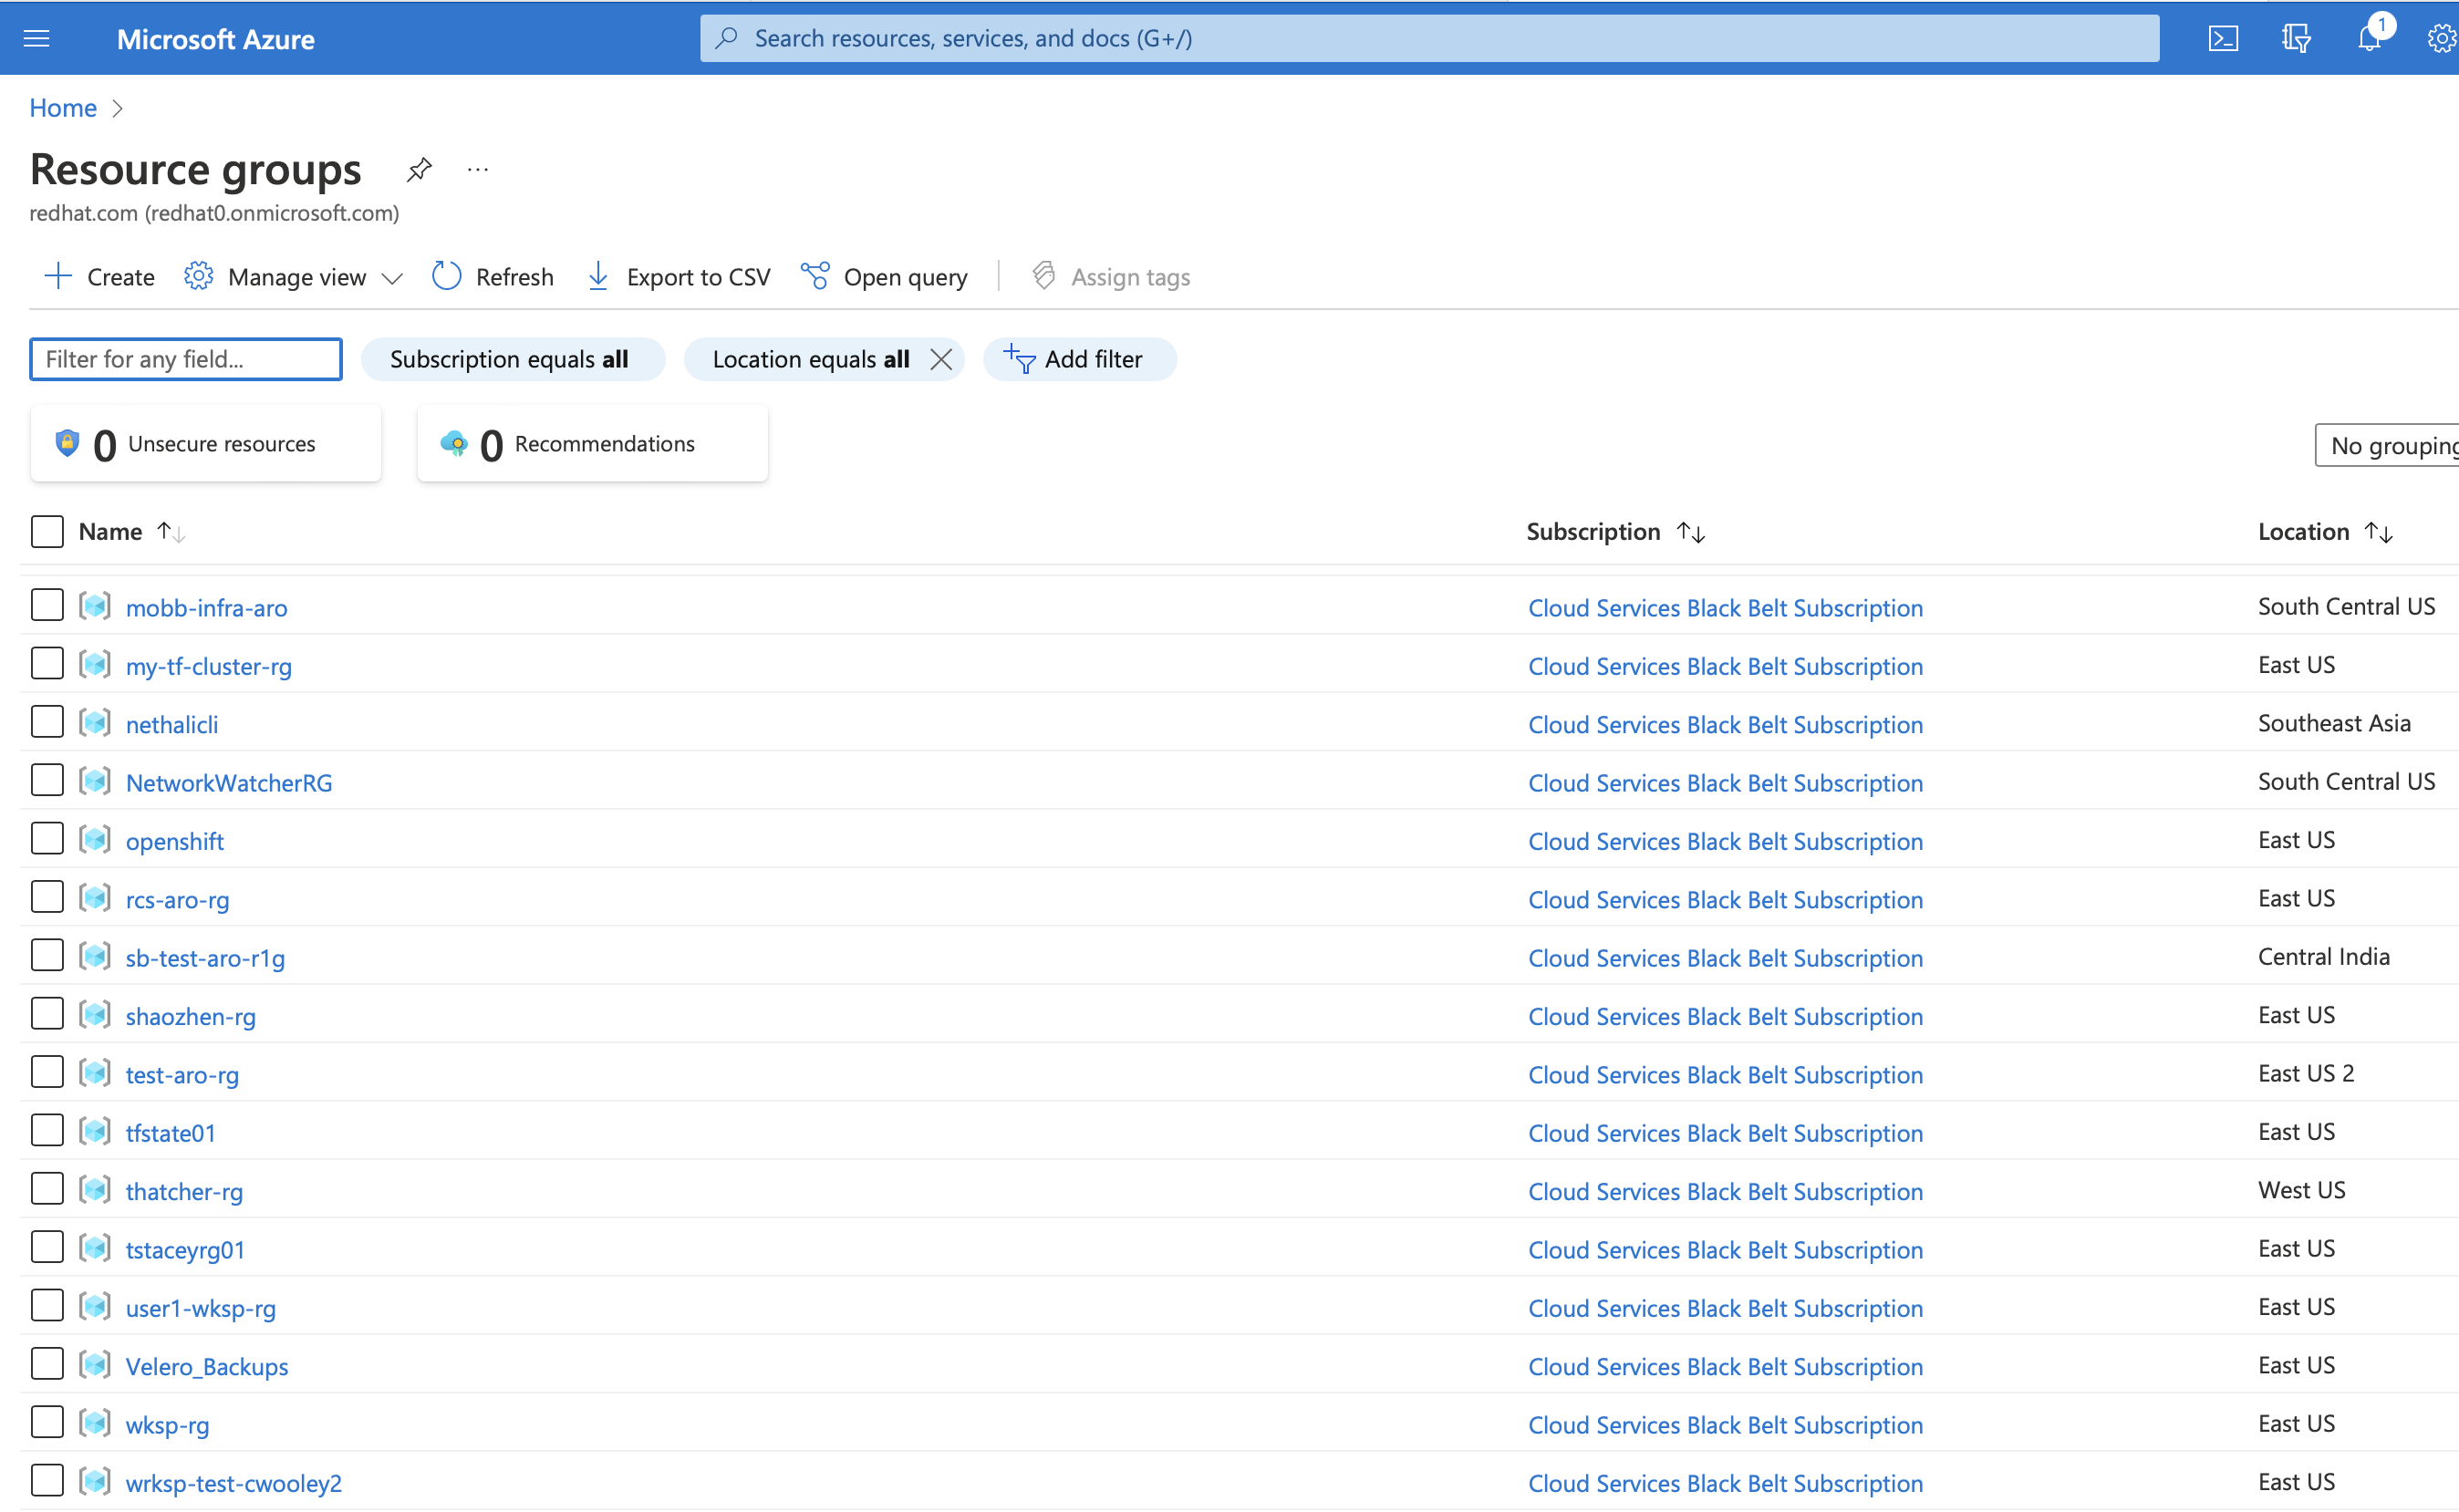 Microsoft Azure
Search resources, services, and docs (G+/)
1
Home
Resource groups
...
redhat.com (redhat0.onmicrosoft.com)
Create Manage view Refresh Export to CSV Open query Assign tags
Filter for any field... Subscription equals all Location equals all Add filter
0 Unsecure resources 0 Recommendations No grouping
Name Subscription Location
mobb-infra-aro Cloud Services Black Belt Subscription South Central US
my-tf-cluster-rg Cloud Services Black Belt Subscription East US
nethalicli Cloud Services Black Belt Subscription Southeast Asia
NetworkWatcherRG Cloud Services Black Belt Subscription South Central US
openshift Cloud Services Black Belt Subscription East US
rcs-aro-rg Cloud Services Black Belt Subscription East US
sb-test-aro-r1g Cloud Services Black Belt Subscription Central India
shaozhen-rg Cloud Services Black Belt Subscription East US
test-aro-rg Cloud Services Black Belt Subscription East US 2
tfstate01 Cloud Services Black Belt Subscription East US
thatcher-rg Cloud Services Black Belt Subscription West US
tstaceyrg01 Cloud Services Black Belt Subscription East US
user1-wksp-rg Cloud Services Black Belt Subscription East US
Velero_Backups Cloud Services Black Belt Subscription East US
wksp-rg Cloud Services Black Belt Subscription East US
wrksp-test-cwooley2 Cloud Services Black Belt Subscription East US